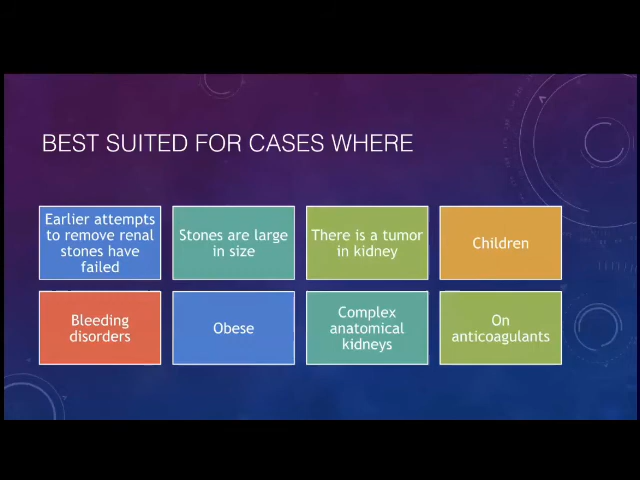 BEST SUITED FOR CASES WHERE
Earlier attempts
to remove renal
stones have
failed
Stones are large
in size
There is a tumor
in kidney
Children
Bleeding
disorders
Obese
Complex
anatomical
kidneys
On
anticoagulants